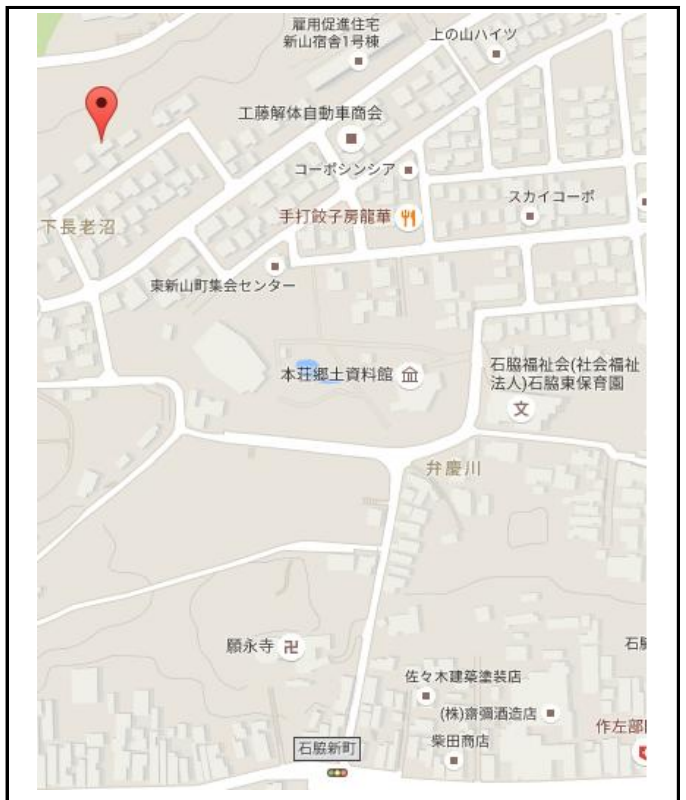 雇用促進住宅
新山宿舎1号棟
上の山ハイツ
工藤解体自動車商会
コーポシンシア
スカイコーポ
手打餃子房龍華
下長老沼
東新山町集会センター
本荘郷土資料館
石脇福祉会(社会福祉
法人)石脇東保育園
文
弁慶川
願永寺
石脇
佐々木建築塗装店
(株)齋彌酒造店
作左部
柴田商店
石脇新町